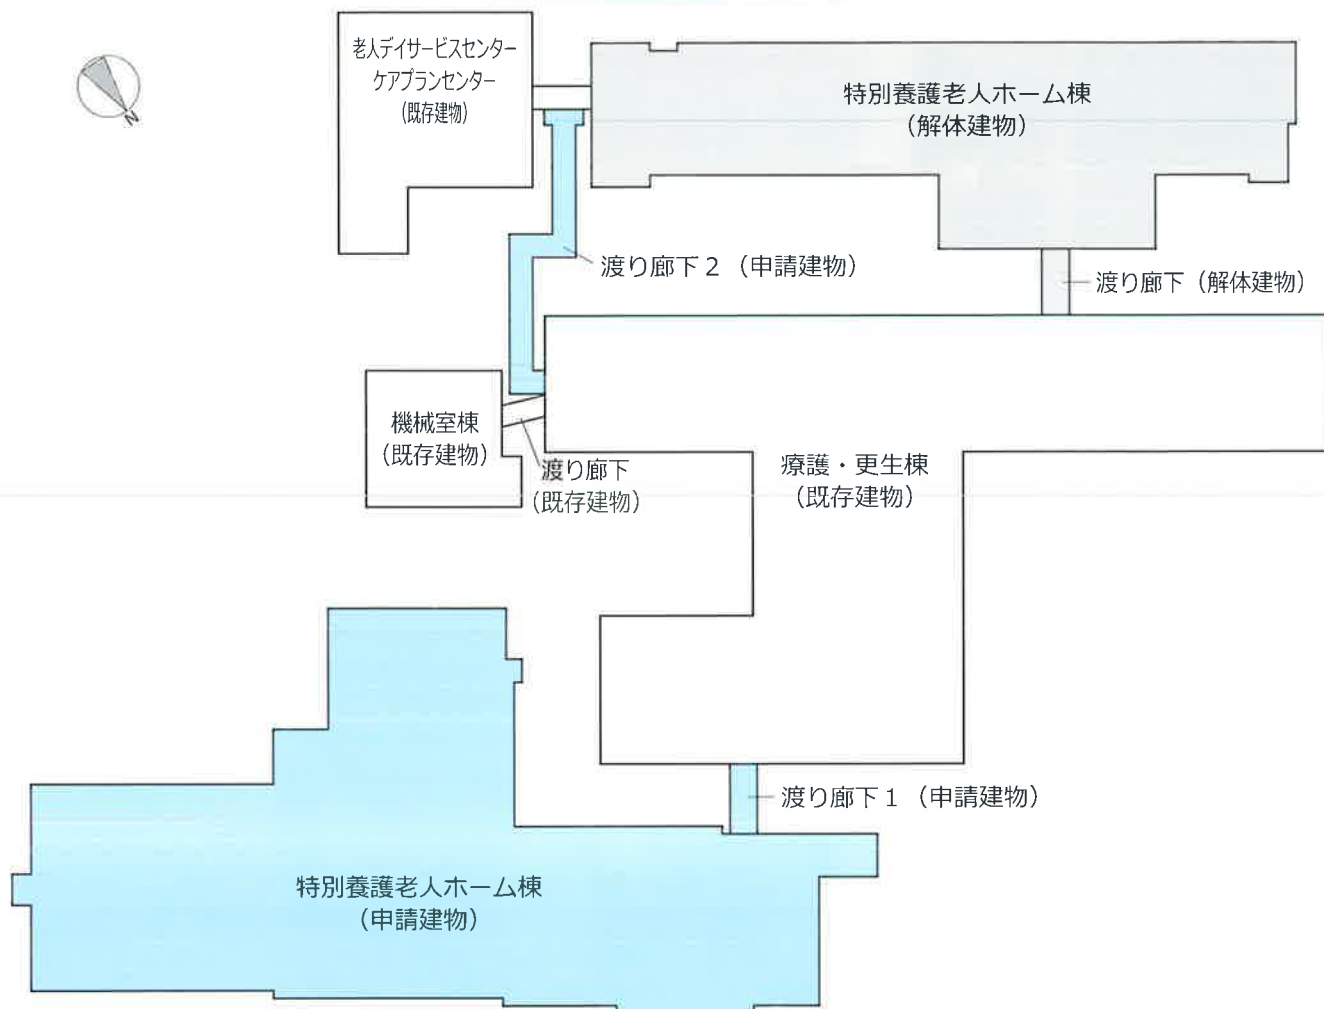 老人デイサービスセンター
ケアプランセンター
(既存建物)
N
特別養護老人ホーム棟
(解体建物)
渡り廊下2 (申請建物)
渡り廊下 (解体建物)
機械室棟
(既存建物)
渡り廊下
(既存建物)
療護・更生棟
(既存建物)
渡り廊下1 (申請建物)
特別養護老人ホーム棟
(申請建物)